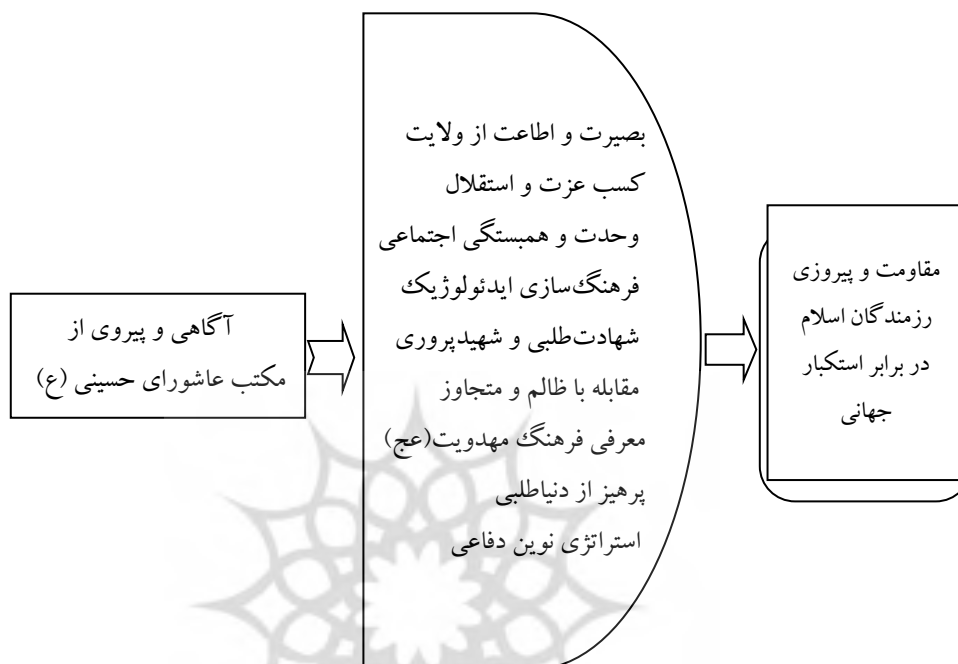 آگاهی و پیروی از
مکتب عاشورای حسینی (ع)
بصیرت و اطاعت از ولایت
کسب عزت و استقلال
وحدت و همبستگی اجتماعی
فرهنگ‌سازی ایدئولوژیک
شهادت‌طلبی و شهیدپروری
مقابله با ظالم و متجاوز
معرفی فرهنگ مهدویت(عج)
پرهیز از دنیاطلبی
استراتژی نوین دفاعی
مقاومت و پیروزی
رزمندگان اسلام
در برابر استکبار
جهانی